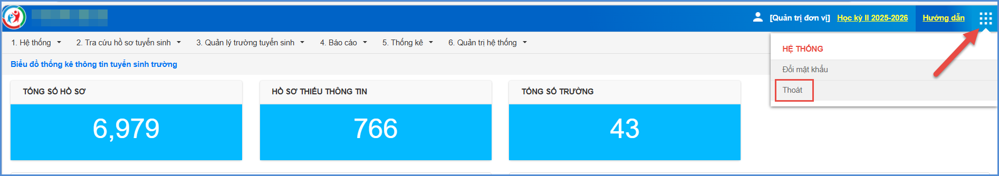 [Quản trị đơn vị] Học kỳ II 2025-2026 Hướng dẫn
1. Hệ thống 2. Tra cứu hồ sơ tuyển sinh 3. Quản lý trường tuyển sinh 4. Báo cáo 5. Thống kê 6. Quản trị hệ thống
HỆ THỐNG
Đổi mật khẩu
Thoát
Biểu đồ thống kê thông tin tuyển sinh trường
TỔNG SỐ HỒ SƠ
6,979
HỒ SƠ THIẾU THÔNG TIN
766
TỔNG SỐ TRƯỜNG
43